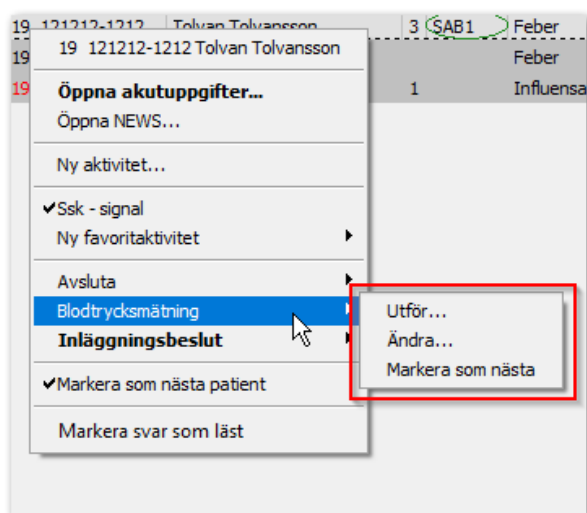 19 121212-1212 Tolvan Tolvansson 3 SAB1 Feber
19 121212-1212 Tolvan Tolvansson
19 Feber
19 1 Influensa
Öppna akutuppgifter...
Öppna NEWS...
Ny aktivitet...
✔Ssk - signal
Ny favoritaktivitet
Avsluta
Blodtrycksmätning
Inläggningsbeslut
✔Markera som nästa patient
Markera svar som läst
Utför...
Ändra...
Markera som nästa